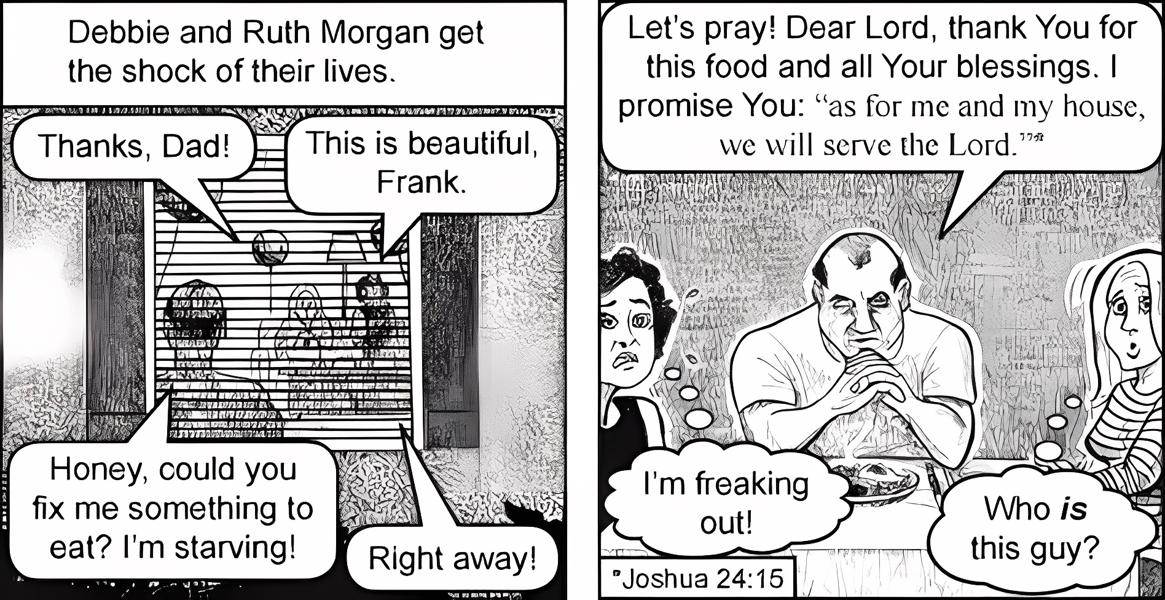 Debbie and Ruth Morgan get
the shock of their lives.
Thanks, Dad!
This is beautiful,
Frank.
Honey, could you
fix me something to
eat? I'm starving!
Right away!
Let's pray! Dear Lord, thank You for
this food and all Your blessings. I
promise You: “as for me and my house,
we will serve the Lord.”*
I'm freaking
out!
Who is
this guy?
*Joshua 24:15